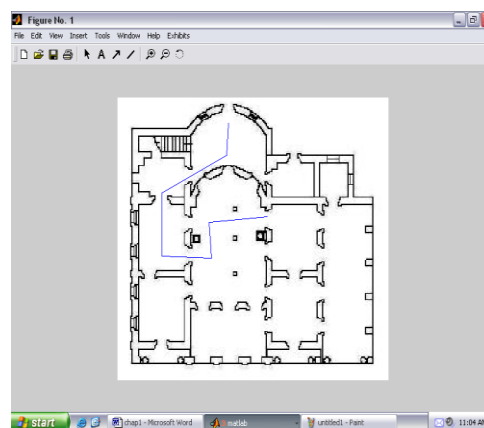 Figure No. 1
File Edit View Insert Tools Window Help Exhibits
A
start chap1 - Microsoft Word matlab untitled1 - Paint 11:04 AM